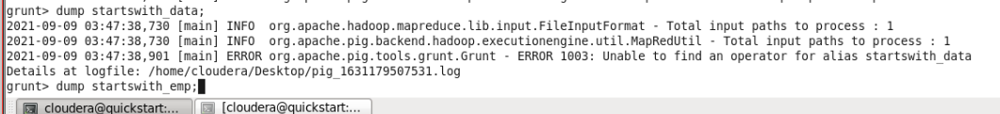 grunt> dump startswith_data;
2021-09-09 03:47:38,730 [main] INFO  org.apache.hadoop.mapreduce.lib.input.FileInputFormat - Total input paths to process : 1
2021-09-09 03:47:38,730 [main] INFO  org.apache.pig.backend.hadoop.executionengine.util.MapRedUtil - Total input paths to process : 1
2021-09-09 03:47:38,901 [main] ERROR org.apache.pig.tools.grunt.Grunt - ERROR 1003: Unable to find an operator for alias startswith_data
Details at logfile: /home/cloudera/Desktop/pig_1631179507531.log
grunt> dump startswith_emp;
cloudera@quickstart:... [cloudera@quickstart:...